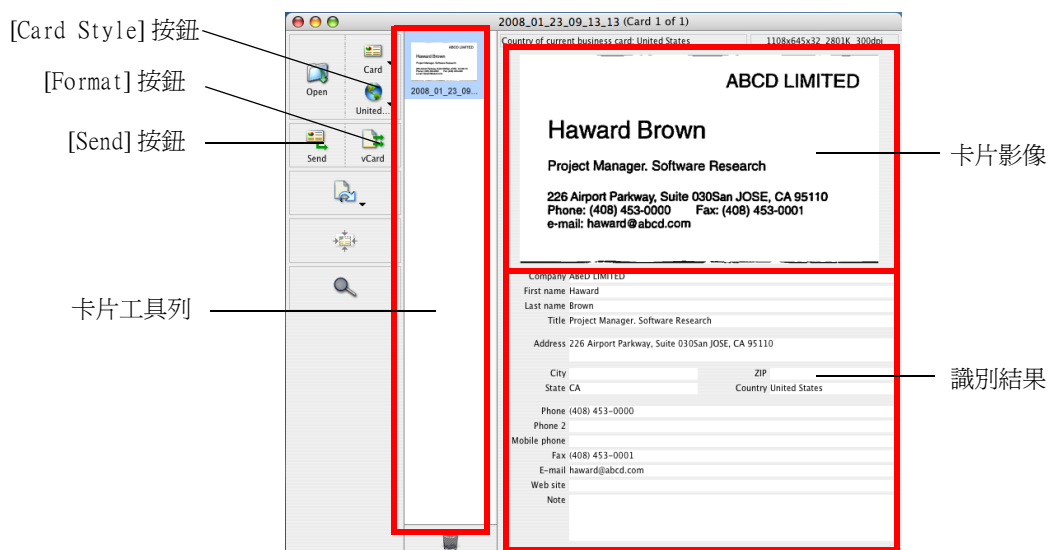 2008_01_23_09_13_13 (Card 1 of 1)
[Card Style] 按鈕
[Format] 按鈕
[Send] 按鈕
卡片工具列
Open
Card
United...
Send
vCard
ABCD LIMITED
Haward Brown
2008_01_23_09...
Country of current business card: United States
1108x645x32 2801K 300dpi
ABCD LIMITED
Haward Brown
Project Manager. Software Research
226 Airport Parkway, Suite 030San JOSE, CA 95110
Phone: (408) 453-0000 Fax: (408) 453-0001
e-mail: haward@abcd.com
卡片影像
Company ABeD LIMITED
First name Haward
Last name Brown
Title Project Manager. Software Research
Address 226 Airport Parkway, Suite 030San JOSE, CA 95110
City ZIP
State CA Country United States
識別結果
Phone (408) 453-0000
Phone 2
Mobile phone
Fax (408) 453-0001
E-mail haward@abcd.com
Web site
Note